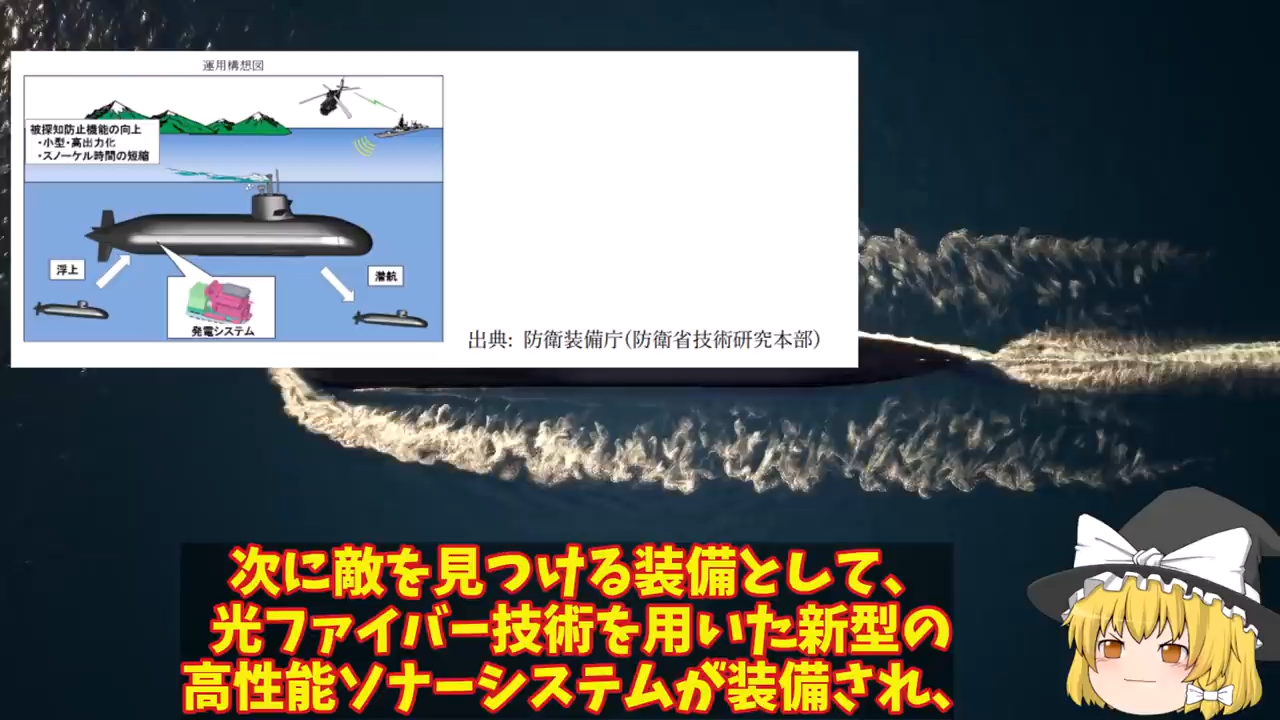 運用構想図
被探知防止機能の向上
・小型・高出力化
・スノーケル時間の短縮
浮上
潜航
発電システム
出典: 防衛装備庁(防衛省技術研究本部)
次に敵を見つける装備として、
光ファイバー技術を用いた新型の
高性能ソナーシステムが装備され、